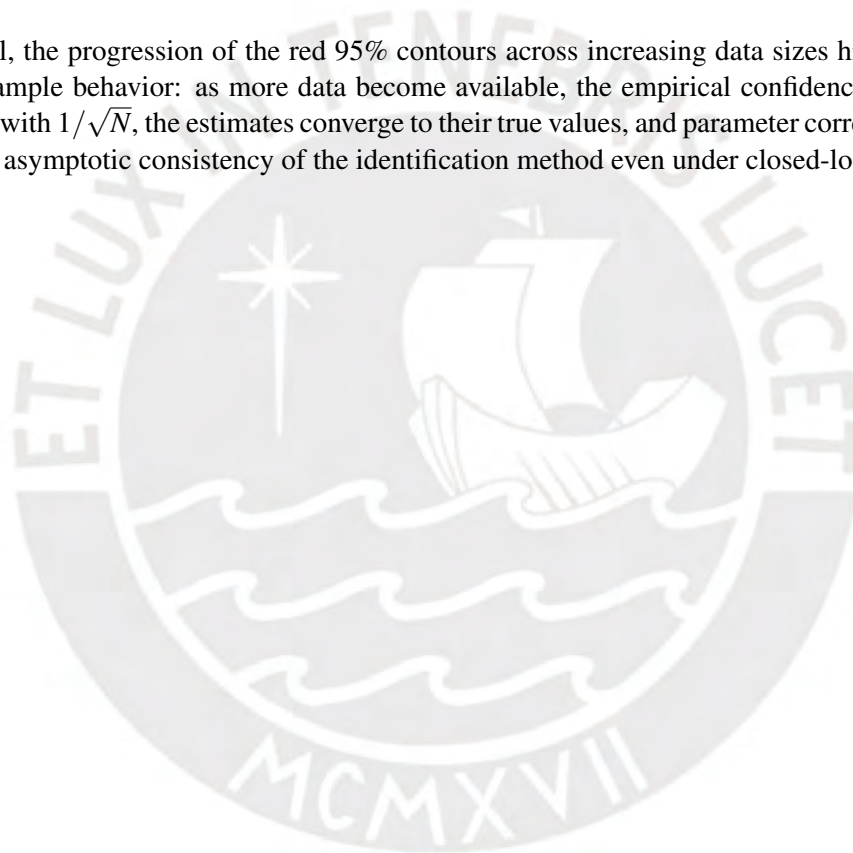 l, the progression of the red 95% contours across increasing data sizes h
ample behavior: as more data become available, the empirical confidenc
with 1/√N, the estimates converge to their true values, and parameter corre
asymptotic consistency of the identification method even under closed-lo
ET LUX IN TENEBRIS LUCET
MCMXVII